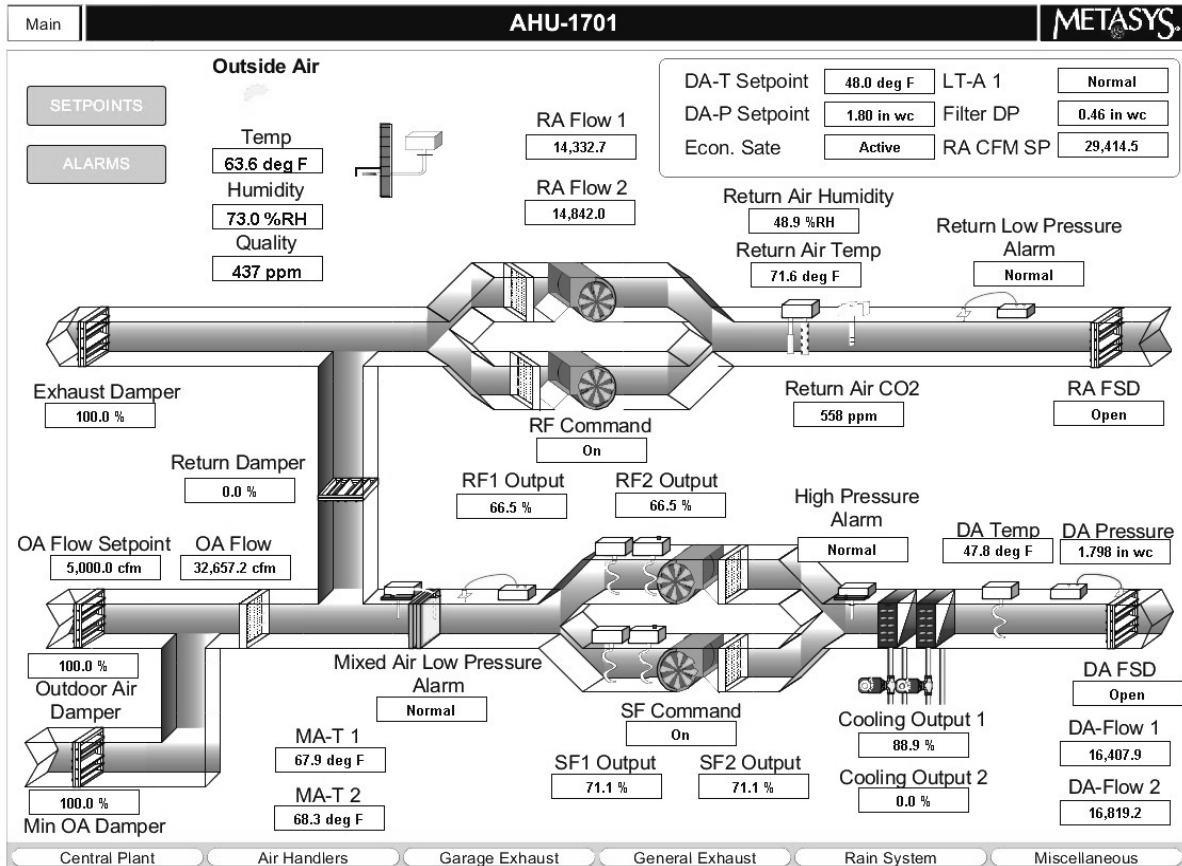 Main
AHU-1701
METASYS.
SETPOINTS
ALARMS
Outside Air
Temp
63.6 deg F
Humidity
73.0 %RH
Quality
437 ppm
RA Flow 1
14,332.7
RA Flow 2
14,842.0
DA-T Setpoint 48.0 deg F LT-A 1 Normal
DA-P Setpoint 1.80 in wc Filter DP 0.46 in wc
Econ. Sate Active RA CFM SP 29,414.5
Return Air Humidity
48.9 %RH
Return Air Temp
71.6 deg F
Return Low Pressure
Alarm
Normal
Exhaust Damper
100.0 %
RF Command
On
Return Air CO2
558 ppm
RA FSD
Open
Return Damper
0.0 %
RF1 Output
66.5 %
RF2 Output
66.5 %
High Pressure
Alarm
Normal
DA Temp
47.8 deg F
DA Pressure
1.798 in wc
OA Flow Setpoint
5,000.0 cfm
OA Flow
32,657.2 cfm
100.0 %
Outdoor Air
Damper
Mixed Air Low Pressure
Alarm
Normal
DA FSD
Open
SF Command
On
Cooling Output 1
88.9 %
DA-Flow 1
16,407.9
MA-T 1
67.9 deg F
SF1 Output
71.1 %
SF2 Output
71.1 %
Cooling Output 2
0.0 %
DA-Flow 2
16,819.2
100.0 %
Min OA Damper
MA-T 2
68.3 deg F
Central Plant
Air Handlers
Garage Exhaust
General Exhaust
Rain System
Miscellaneous